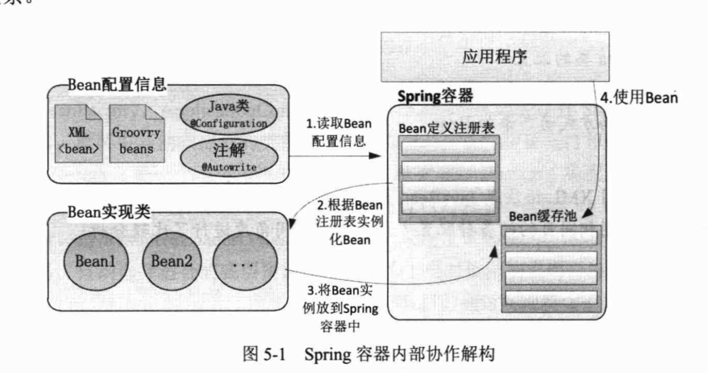 应用程序
Bean配置信息
XML
<bean>
Groovry
beans
Java类
@Configuration
注解
@Autowrite
1.读取Bean
配置信息
Spring容器
Bean定义注册表
4.使用Bean
2.根据Bean
注册表实例
化Bean
Bean实现类
Bean1
Bean2
...
Bean缓存池
3.将Bean实
例放到Spring
容器中
图 5-1 Spring 容器内部协作解构